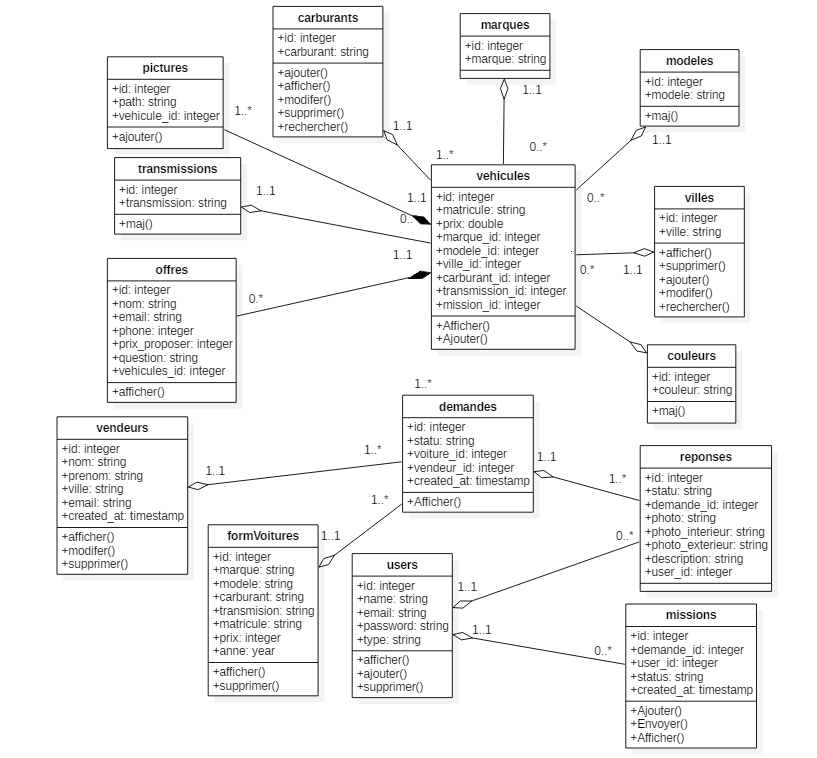 carburants
+id: integer
+carburant: string
+ajouter()
+afficher()
+modifer()
+supprimer()
+rechercher()
marques
+id: integer
+marque: string
modeles
+id: integer
+modele: string
+maj()
pictures
+id: integer
+path: string
+vehicule_id: integer
+ajouter()
1..*
1..1
1..*
1..1
0..*
1..1
transmissions
+id: integer
+transmission: string
+maj()
1..1
vehicules
+id: integer
+matricule: string
+prix: double
+marque_id: integer
+modele_id: integer
+ville_id: integer
+carburant_id: integer
+transmission_id: integer
+mission_id: integer
+Afficher()
+Ajouter()
1..1
0..
1..1
0..*
0..*
1..1
villes
+id: integer
+ville: string
+afficher()
+supprimer()
+ajouter()
+modifer()
+rechercher()
offres
+id: integer
+nom: string
+email: string
+phone: integer
+prix_proposer: integer
+question: string
+vehicules_id: integer
+afficher()
0..*
couleurs
+id: integer
+couleur: string
+maj()
1..*
demandes
+id: integer
+statu: string
+voiture_id: integer
+vendeur_id: integer
+created_at: timestamp
+Afficher()
vendeurs
+id: integer
+nom: string
+prenom: string
+ville: string
+email: string
+created_at: timestamp
+afficher()
+modifer()
+supprimer()
1..1
1..*
1..*
1..1
1..1
1..*
reponses
+id: integer
+statu: string
+demande_id: integer
+photo: string
+photo_interieur: string
+photo_exterieur: string
+description: string
+user_id: integer
0..*
formVoitures
+id: integer
+marque: string
+modele: string
+carburant: string
+transmision: string
+matricule: string
+prix: integer
+anne: year
+afficher()
+supprimer()
users
+id: integer
+name: string
+email: string
+password: string
+type: string
+afficher()
+ajouter()
+supprimer()
1..1
1..1
0..*
missions
+id: integer
+demande_id: integer
+user_id: integer
+status: string
+created_at: timestamp
+Ajouter()
+Envoyer()
+Afficher()